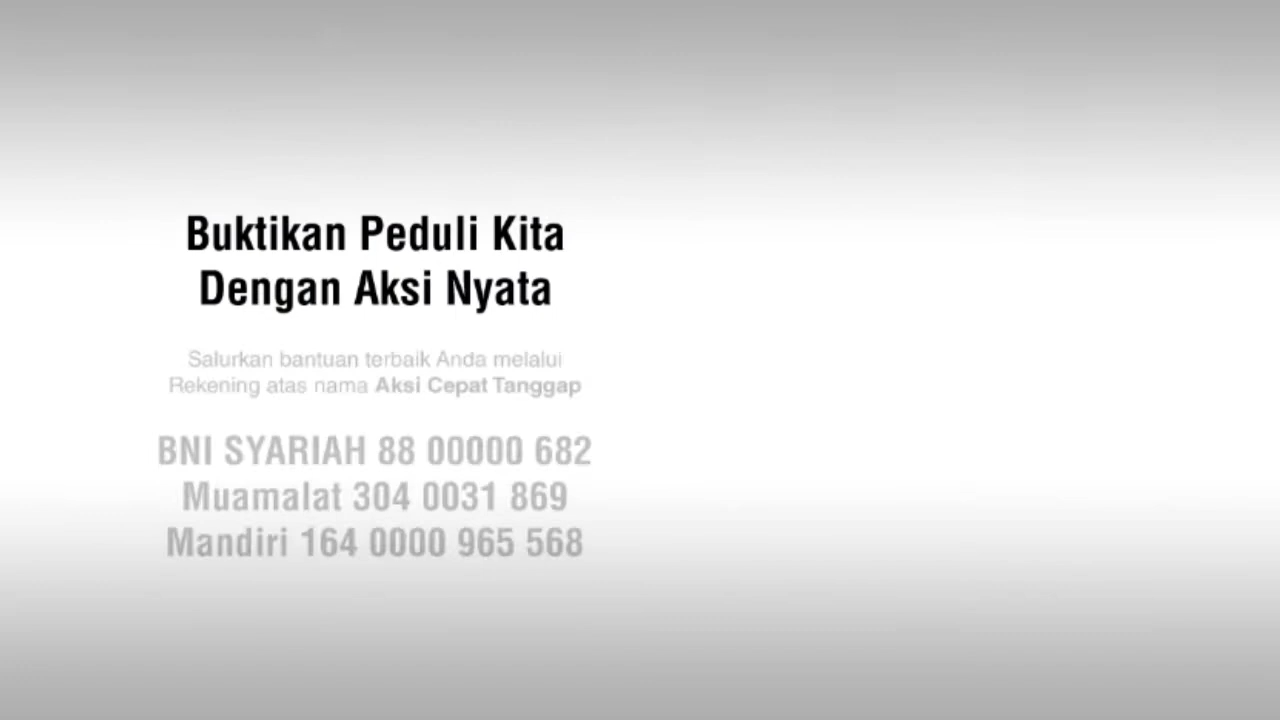 Buktikan Peduli Kita
Dengan Aksi Nyata
Salurkan bantuan terbaik Anda melalui
Rekening atas nama Aksi Cepat Tanggap
BNI SYARIAH 88 00000 682
Muamalat 304 0031 869
Mandiri 164 0000 965 568